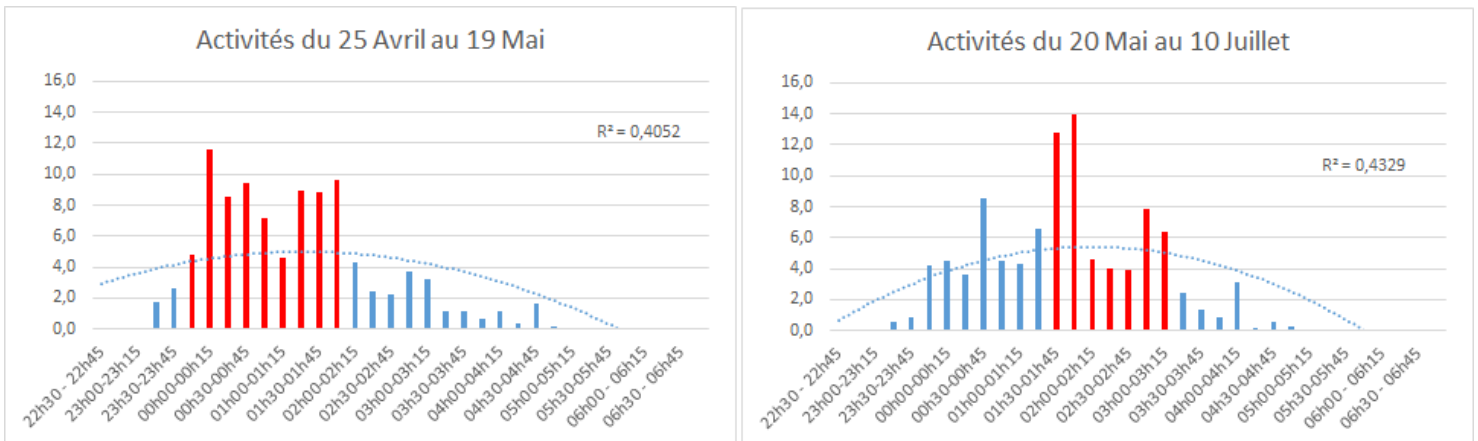 Activités du 25 Avril au 19 Mai
16,0
14,0
12,0
10,0
8,0
6,0
4,0
2,0
0,0
R² = 0,4052
22h30 - 22h45
23h00-23h15
23h30-23h45
00h00-00h15
00h30-00h45
01h00-01h15
01h30-01h45
02h00-02h15
02h30-02h45
03h00-03h15
03h30-03h45
04h00-04h15
04h30-04h45
05h00-05h15
05h30-05h45
06h00 - 06h15
06h30 - 06h45
Activités du 20 Mai au 10 Juillet
16,0
14,0
12,0
10,0
8,0
6,0
4,0
2,0
0,0
R² = 0,4329
22h30 - 22h45
23h00-23h15
23h30-23h45
00h00-00h15
00h30-00h45
01h00-01h15
01h30-01h45
02h00-02h15
02h30-02h45
03h00-03h15
03h30-03h45
04h00-04h15
04h30-04h45
05h00-05h15
05h30-05h45
06h00 - 06h15
06h30 - 06h45